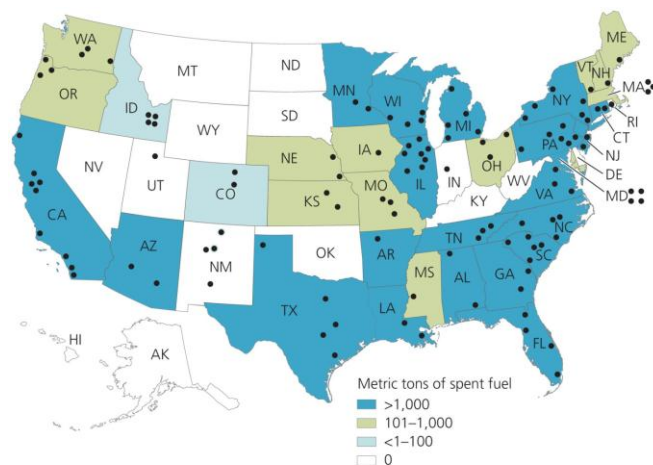 WA
MT
ND
MN
ME
VT
NH
MA
OR
ID
SD
WI
MI
NY
RI
CT
WY
IA
PA
NJ
NE
OH
DE
NV
UT
IL
IN
WV
MD
CA
CO
KS
MO
KY
VA
AZ
NM
OK
AR
TN
NC
SC
MS
AL
GA
TX
LA
FL
HI
AK
Metric tons of spent fuel
>1,000
101–1,000
<1–100
0